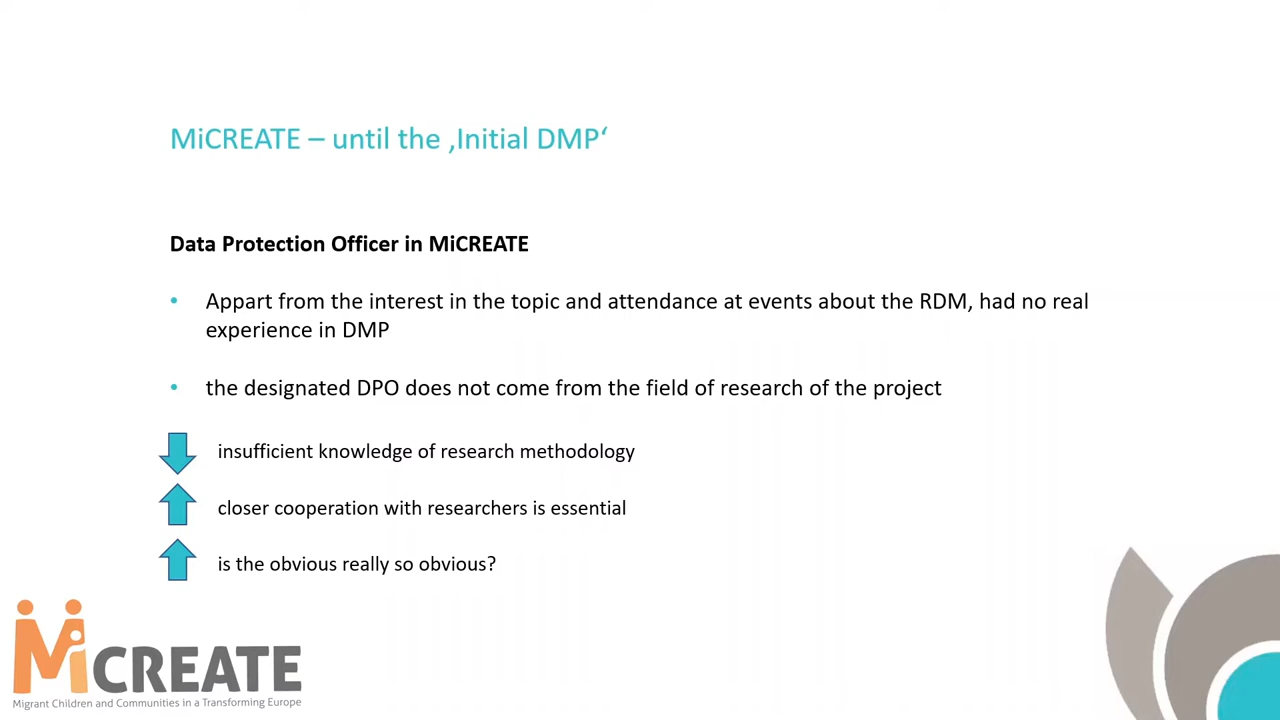 MiCREATE – until the ‚Initial DMP‘
Data Protection Officer in MiCREATE
• Appart from the interest in the topic and attendance at events about the RDM, had no real
experience in DMP
• the designated DPO does not come from the field of research of the project
insufficient knowledge of research methodology
closer cooperation with researchers is essential
is the obvious really so obvious?
MiCREATE
Migrant Children and Communities in a Transforming Europe